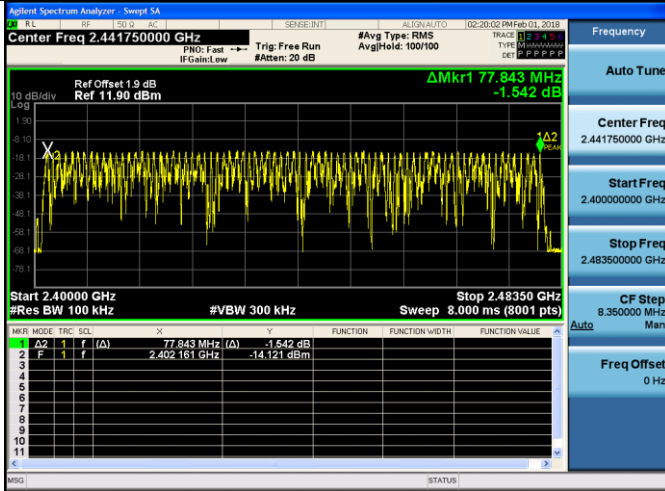 Agilent Spectrum Analyzer - Swept SA
RL RF 50 Ω AC SENSE:INT ALIGN AUTO 02:20:02 PM Feb 01, 2018
Center Freq 2.441750000 GHz
PNO: Fast
IFGain:Low
Trig: Free Run
#Atten: 20 dB
#Avg Type: RMS
Avg|Hold: 100/100
TRACE 1 2 3 4 5 6
TYPE M
DET P P P P P P
Ref Offset 1.9 dB
Ref 11.90 dBm
10 dB/div
Log
ΔMkr1 77.843 MHz
-1.542 dB
1.90
-8.10
-18.1
-28.1
-38.1
-48.1
-58.1
-68.1
-78.1
X2
1Δ2
PEAK
Start 2.40000 GHz
Stop 2.48350 GHz
#Res BW 100 kHz
#VBW 300 kHz
Sweep 8.000 ms (8001 pts)
MKR MODE TRC SCL X Y FUNCTION FUNCTION WIDTH FUNCTION VALUE
1 Δ2 1 f (Δ) 77.843 MHz (Δ) -1.542 dB
2 F 1 f 2.402 161 GHz -14.121 dBm
3
4
5
6
7
8
9
10
11
MSG
STATUS
Frequency
Auto Tune
Center Freq
2.441750000 GHz
Start Freq
2.400000000 GHz
Stop Freq
2.483500000 GHz
CF Step
8.350000 MHz
Auto Man
Freq Offset
0 Hz